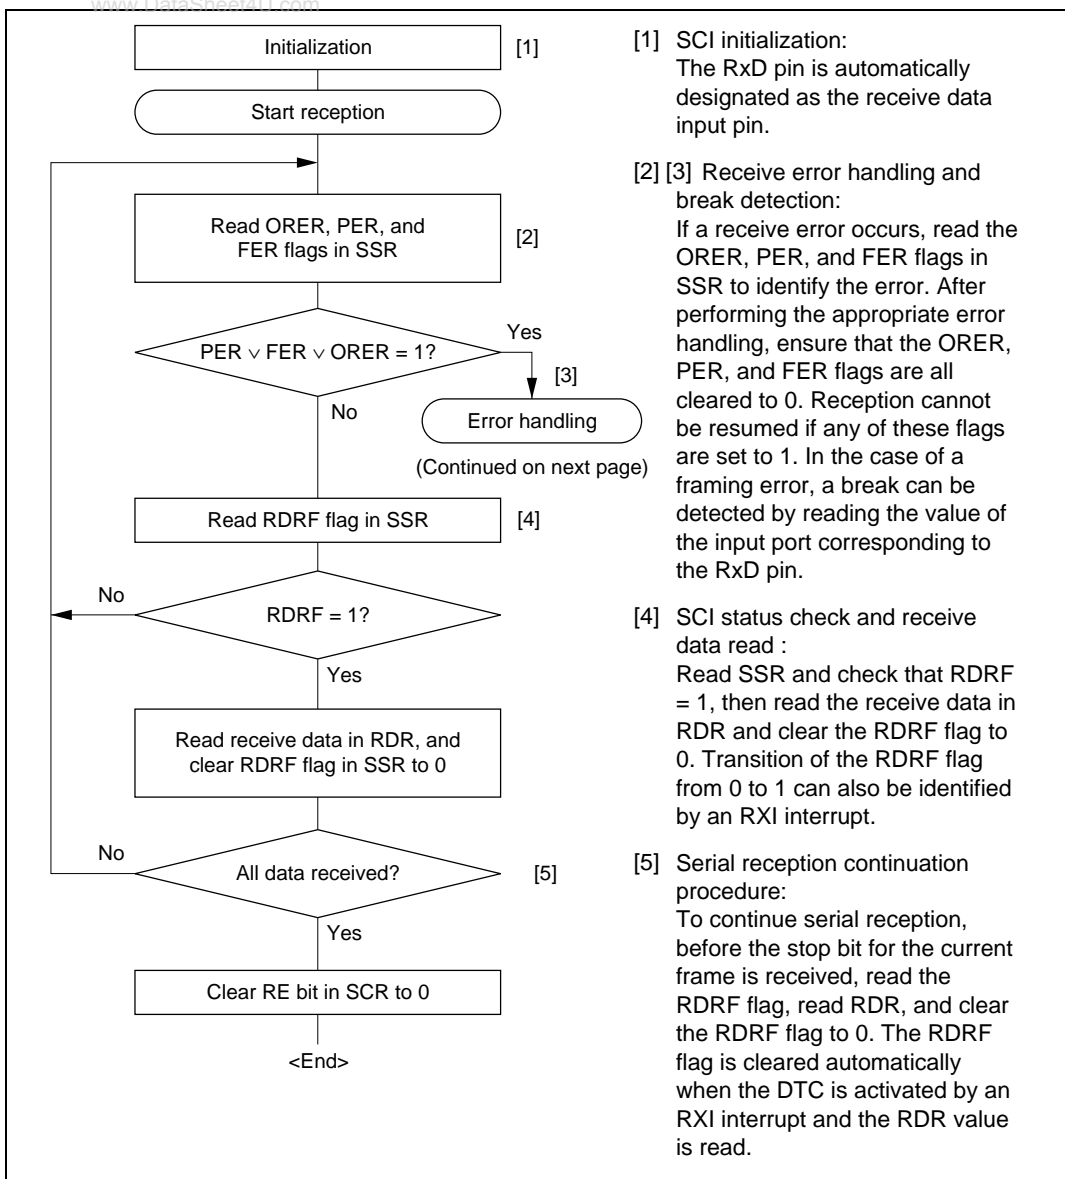 www.DataSheet4U.com
Initialization
[1]
Start reception
Read ORER, PER, and
FER flags in SSR
[2]
PER ∨ FER ∨ ORER = 1?
Yes
[3]
No
Error handling
(Continued on next page)
Read RDRF flag in SSR
[4]
No
RDRF = 1?
Yes
Read receive data in RDR, and
clear RDRF flag in SSR to 0
No
All data received?
[5]
Yes
Clear RE bit in SCR to 0
<End>
[1] SCI initialization:
The RxD pin is automatically
designated as the receive data
input pin.
[2] [3] Receive error handling and
break detection:
If a receive error occurs, read the
ORER, PER, and FER flags in
SSR to identify the error. After
performing the appropriate error
handling, ensure that the ORER,
PER, and FER flags are all
cleared to 0. Reception cannot
be resumed if any of these flags
are set to 1. In the case of a
framing error, a break can be
detected by reading the value of
the input port corresponding to
the RxD pin.
[4] SCI status check and receive
data read :
Read SSR and check that RDRF
= 1, then read the receive data in
RDR and clear the RDRF flag to
0. Transition of the RDRF flag
from 0 to 1 can also be identified
by an RXI interrupt.
[5] Serial reception continuation
procedure:
To continue serial reception,
before the stop bit for the current
frame is received, read the
RDRF flag, read RDR, and clear
the RDRF flag to 0. The RDRF
flag is cleared automatically
when the DTC is activated by an
RXI interrupt and the RDR value
is read.